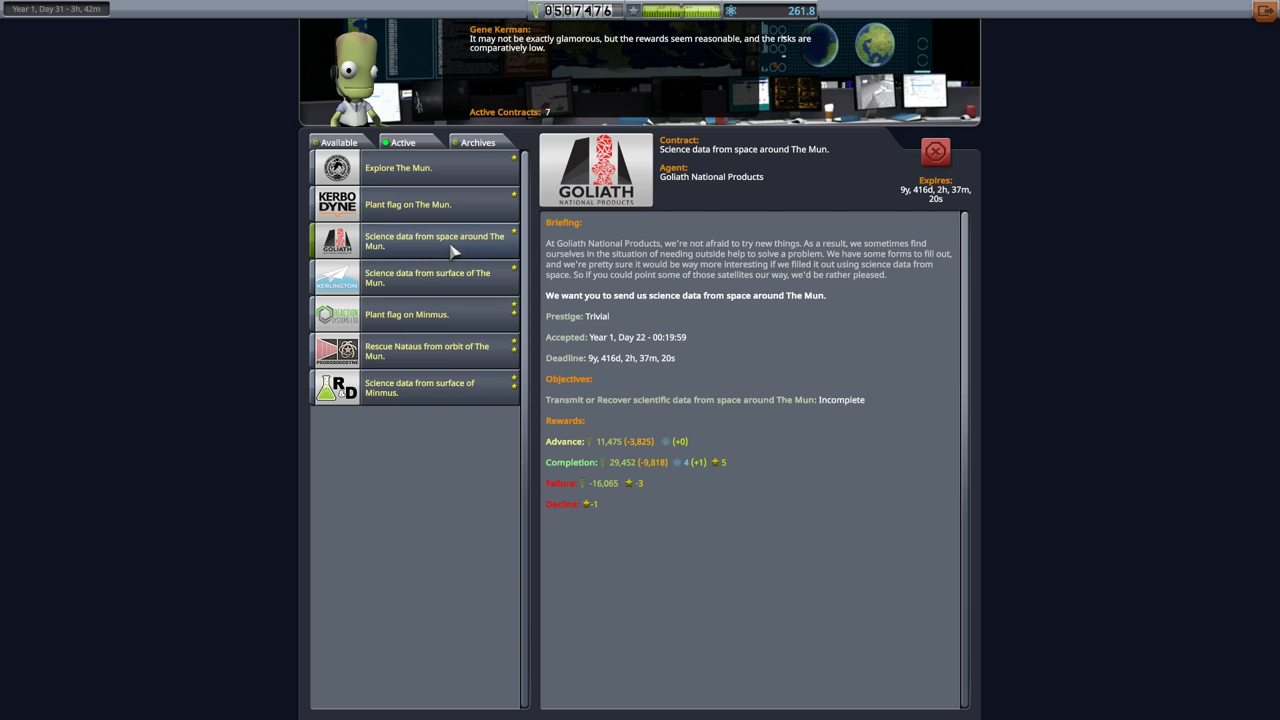 Year 1, Day 31 - 3h, 42m
0507476
261.8
Gene Kerman:
It may not be exactly glamorous, but the rewards seem reasonable, and the risks are
comparatively low.
Active Contracts: 7
Available
Active
Archives
Explore The Mun.
KERBO
DYNE
Plant flag on The Mun.
GOLIATH
Science data from space around The
Mun.
KERLINGTON
Science data from surface of The
Mun.
REACTION
SYSTEMS LTD
Plant flag on Minmus.
Rescue Nataus from orbit of The
Mun.
R&D
Science data from surface of
Minmus.
GOLIATH
NATIONAL PRODUCTS
Contract:
Science data from space around The Mun.
Agent:
Goliath National Products
Expires:
9y, 416d, 2h, 37m,
20s
Briefing:
At Goliath National Products, we're not afraid to try new things. As a result, we sometimes find
ourselves in the situation of needing outside help to solve a problem. We have some forms to fill out,
and we're pretty sure it would be way more interesting if we filled it out using science data from
space. So if you could point some of those satellites our way, we'd be rather pleased.
We want you to send us science data from space around The Mun.
Prestige: Trivial
Accepted: Year 1, Day 22 - 00:19:59
Deadline: 9y, 416d, 2h, 37m, 20s
Objectives:
Transmit or Recover scientific data from space around The Mun: Incomplete
Rewards:
Advance: 11,475 (-3,825) (+0)
Completion: 29,452 (-9,818) 4 (+1) 5
Failure: -16,065 -3
Decline: -1